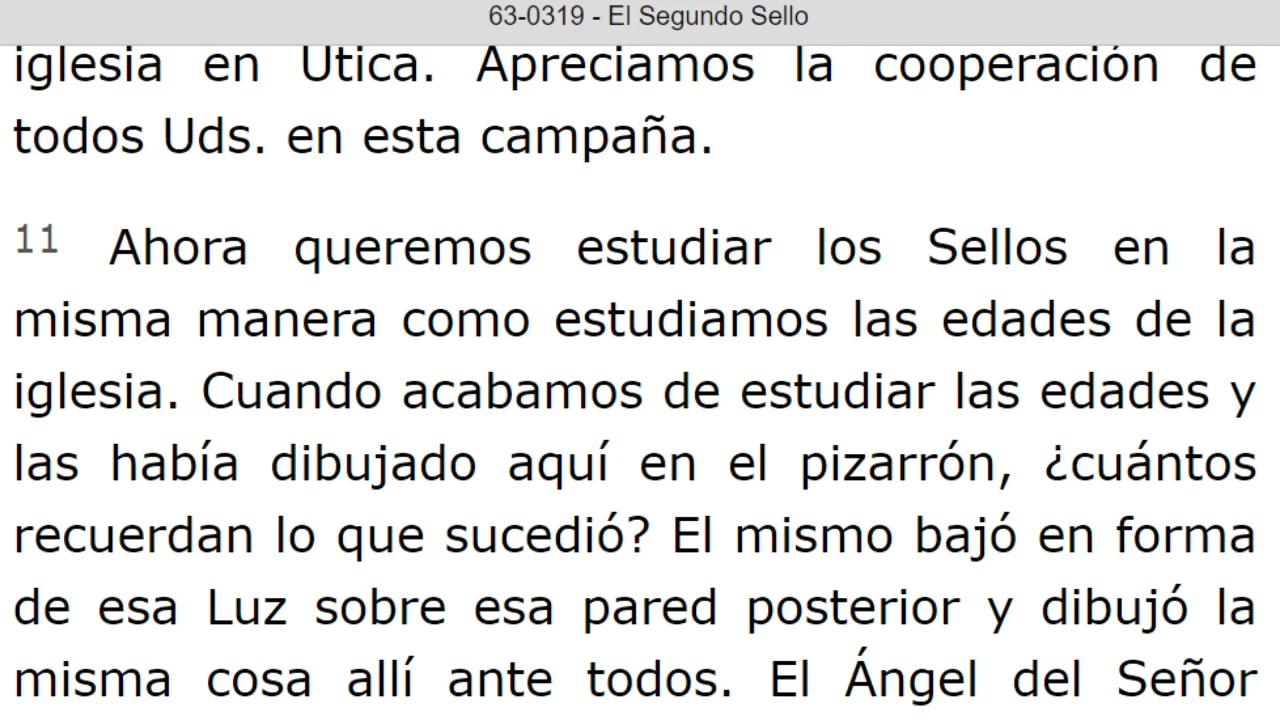 63-0319 - El Segundo Sello
iglesia en Utica. Apreciamos la cooperación de
todos Uds. en esta campaña.
11 Ahora queremos estudiar los Sellos en la
misma manera como estudiamos las edades de la
iglesia. Cuando acabamos de estudiar las edades y
las había dibujado aquí en el pizarrón, ¿cuántos
recuerdan lo que sucedió? El mismo bajó en forma
de esa Luz sobre esa pared posterior y dibujó la
misma cosa allí ante todos. El Ángel del Señor